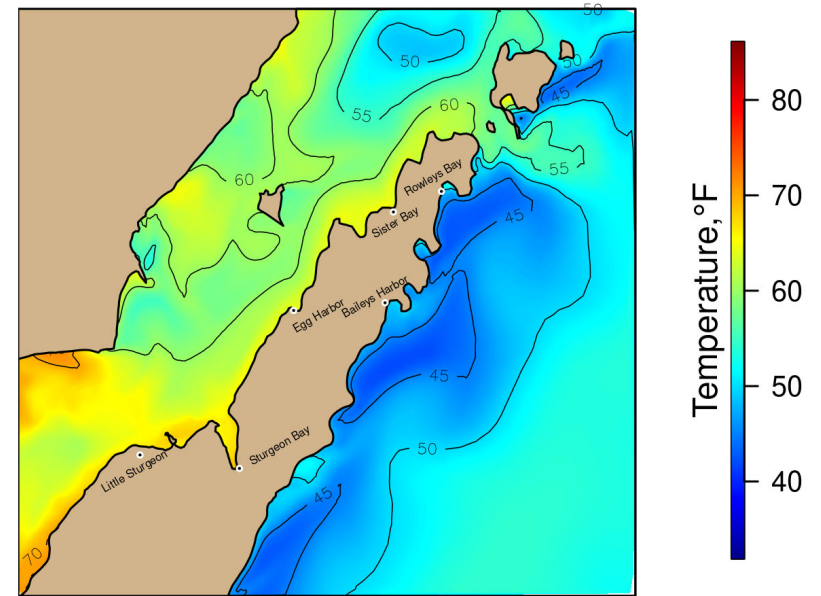 50
50
50
45
55
60
55
60
Rowleys Bay
Sister Bay
45
Baileys Harbor
Egg Harbor
45
50
Sturgeon Bay
Little Sturgeon
45
70
80
70
60
50
40
Temperature,°F